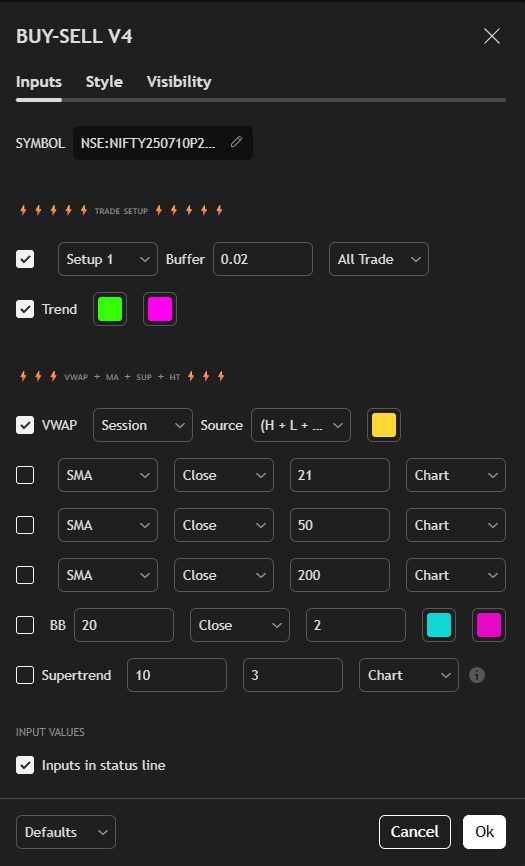 BUY-SELL V4
Inputs Style Visibility
SYMBOL NSE:NIFTY250710P2...
TRADE SETUP
Setup 1 Buffer 0.02 All Trade
Trend
VWAP + MA + SUP + HT
VWAP Session Source (H + L + ...
SMA Close 21 Chart
SMA Close 50 Chart
SMA Close 200 Chart
BB 20 Close 2
Supertrend 10 3 Chart
INPUT VALUES
Inputs in status line
Defaults Cancel Ok